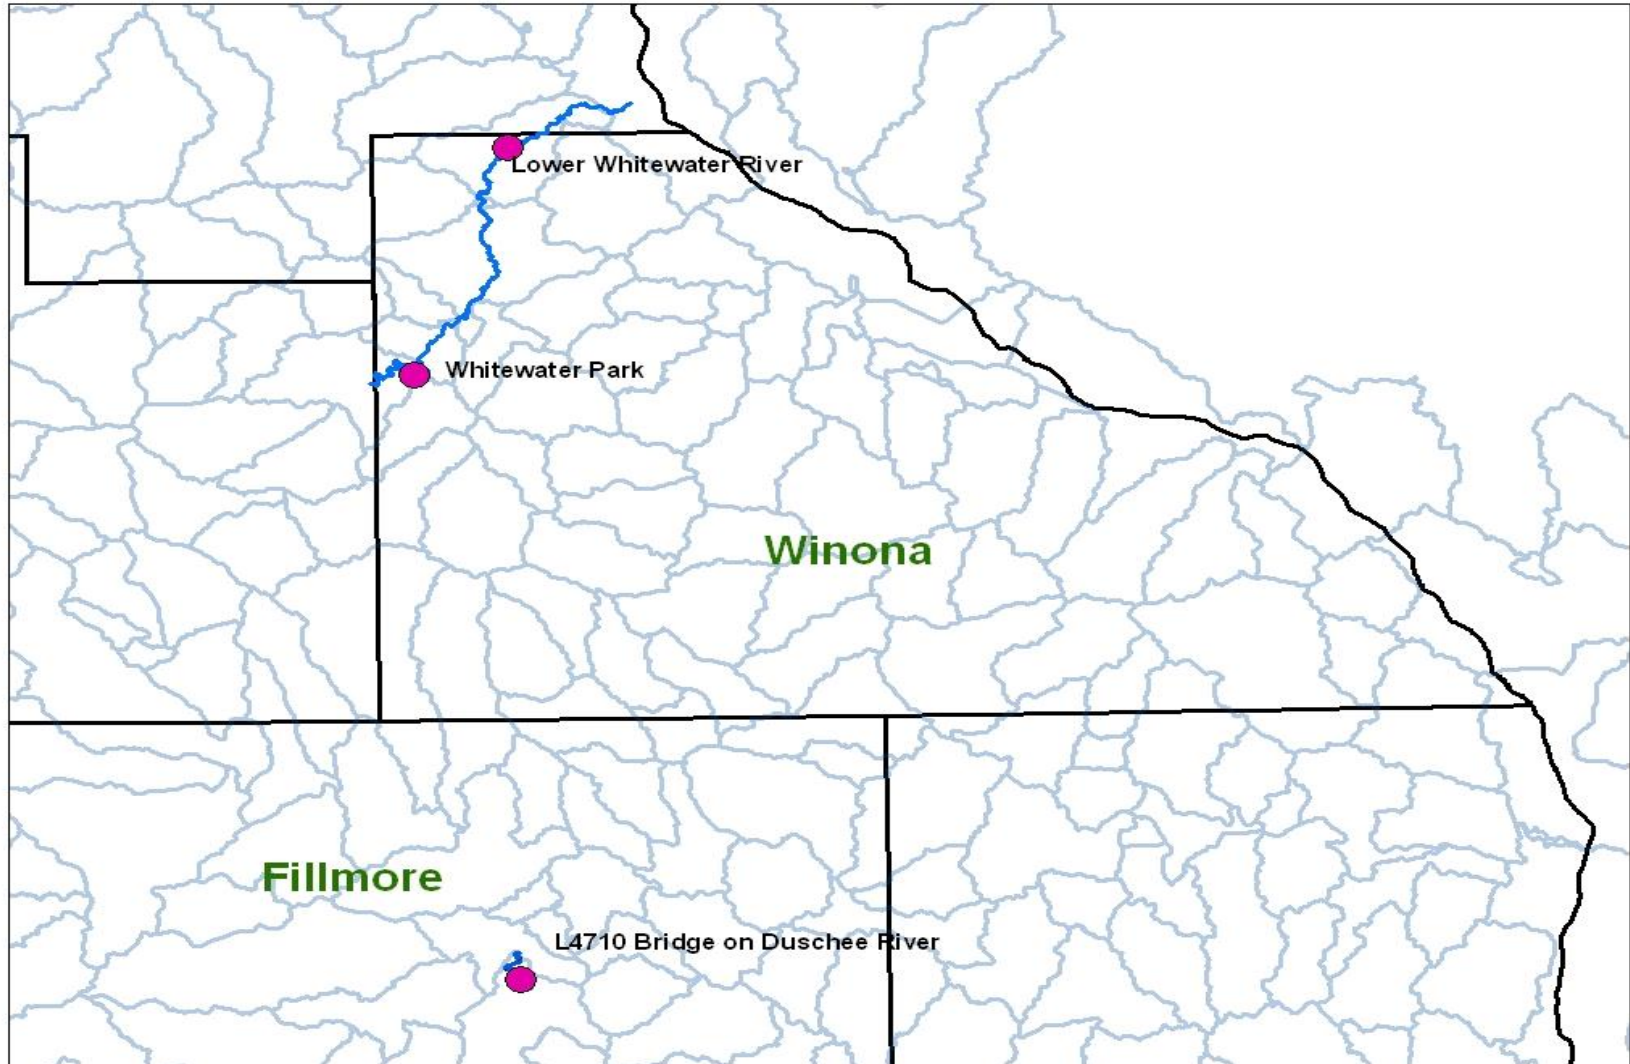 Lower Whitewater River
Whitewater Park
Winona
Fillmore
L4710 Bridge on Duschee River